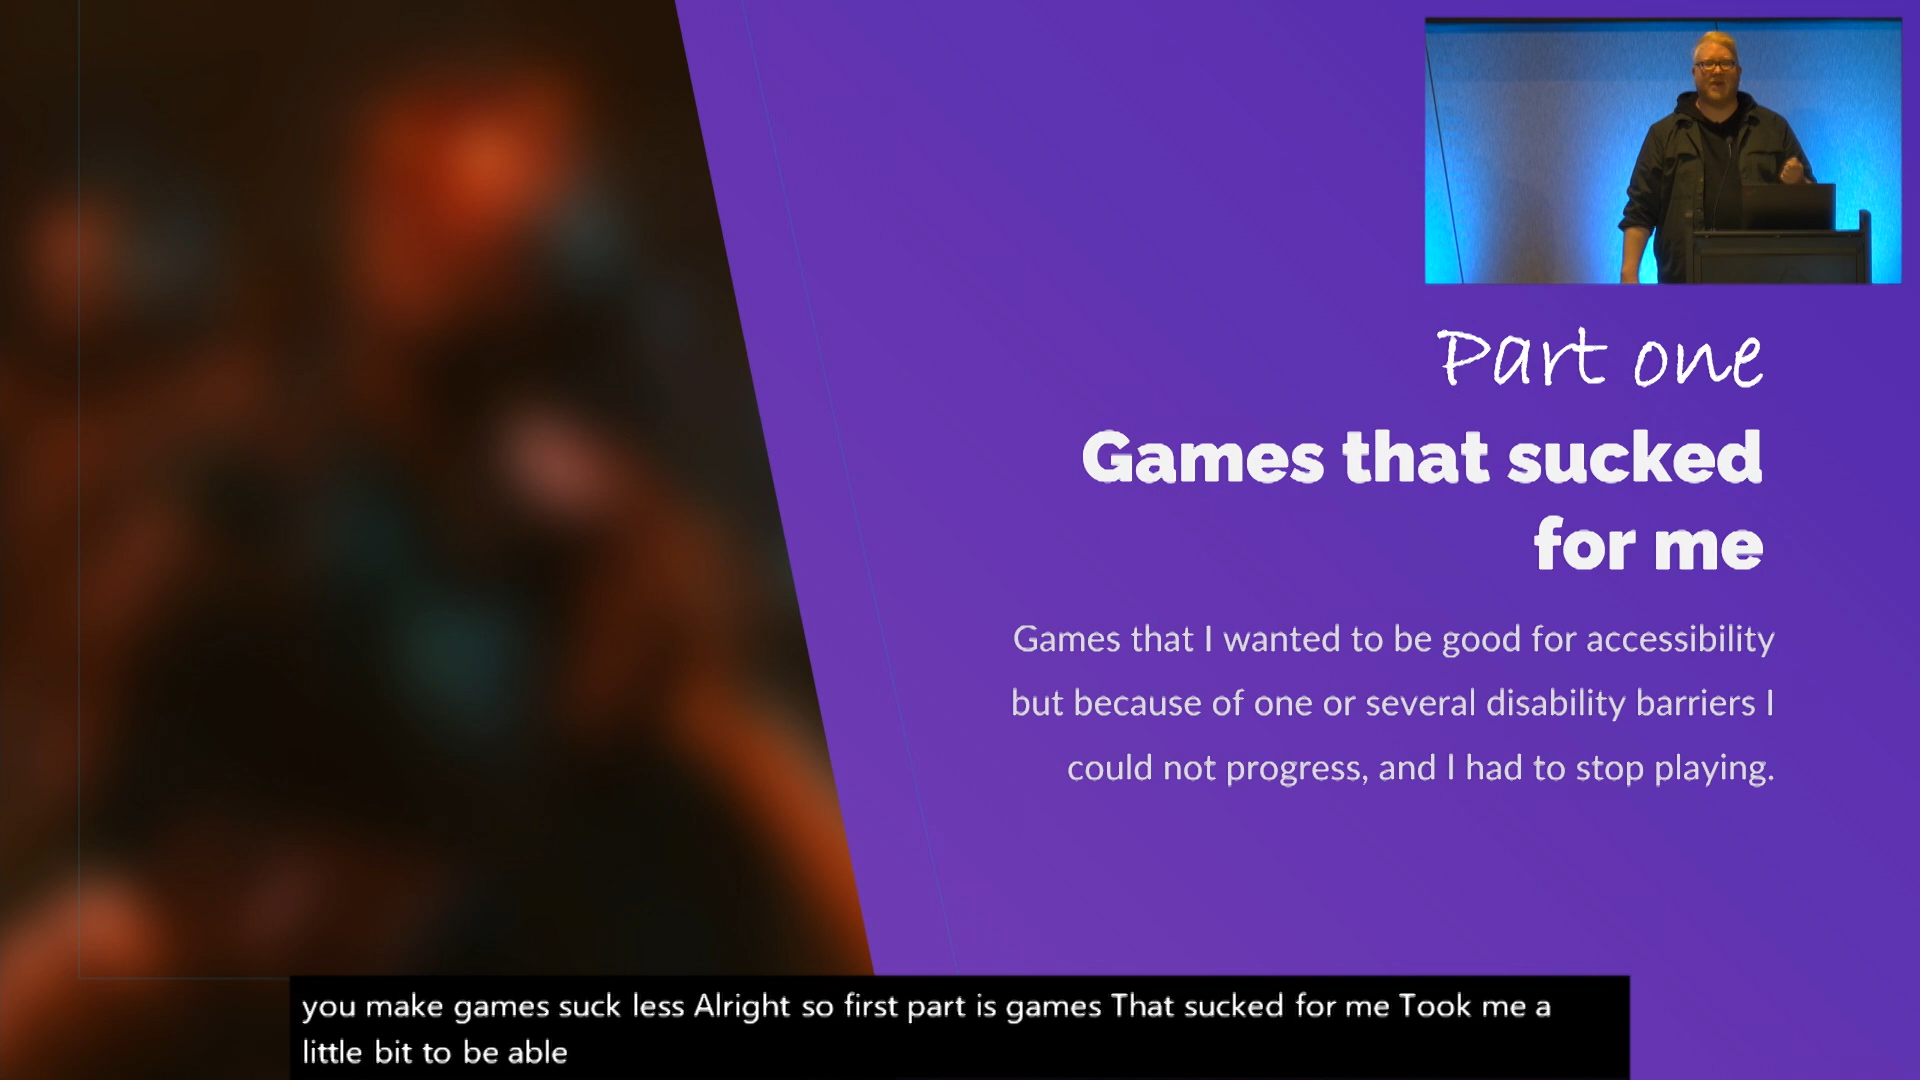 Part one
Games that sucked
for me
Games that I wanted to be good for accessibility
but because of one or several disability barriers I
could not progress, and I had to stop playing.
you make games suck less Alright so first part is games That sucked for me Took me a
little bit to be able